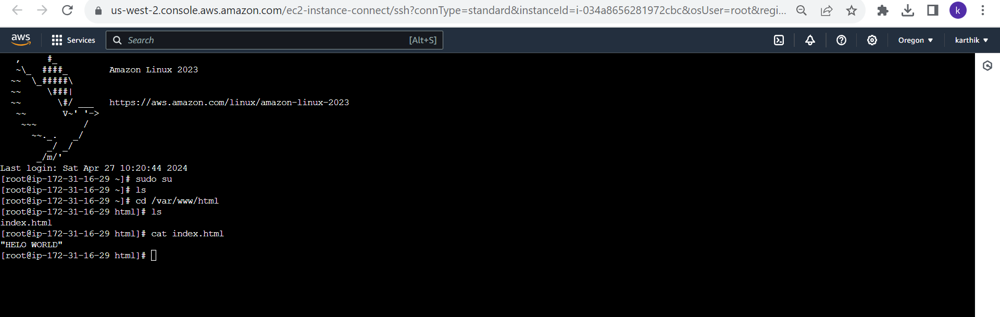 us-west-2.console.aws.amazon.com/ec2-instance-connect/ssh?connType=standard&instanceId=i-034a8656281972cbc&osUser=root&regi...
k
aws
Services
Search
[Alt+S]
Oregon
karthik
   ,     #_
   ~\_  ####_        Amazon Linux 2023
  ~~  \_#####\
  ~~     \###|
  ~~       \#/ ___   https://aws.amazon.com/linux/amazon-linux-2023
   ~~       V~' '->
    ~~~         /
      ~~._.   _/
         _/ _/
       _/m/'
Last login: Sat Apr 27 10:20:44 2024
[root@ip-172-31-16-29 ~]# sudo su
[root@ip-172-31-16-29 ~]# ls
[root@ip-172-31-16-29 ~]# cd /var/www/html
[root@ip-172-31-16-29 html]# ls
index.html
[root@ip-172-31-16-29 html]# cat index.html
"HELO WORLD"
[root@ip-172-31-16-29 html]#